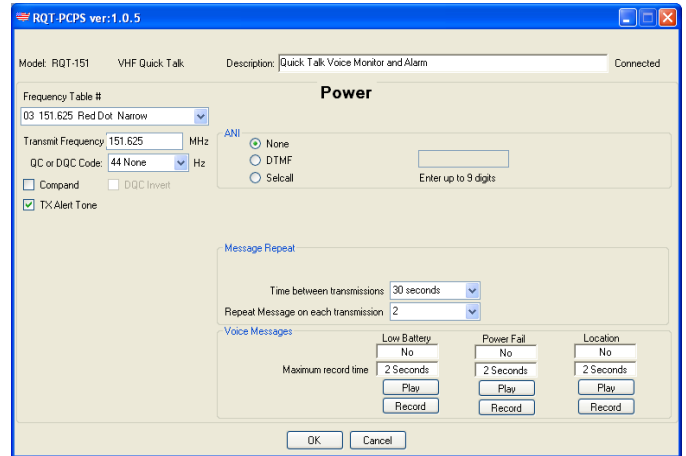 RQT-PCPS ver:1.0.5
Model: RQT-151 VHF Quick Talk Description: Quick Talk Voice Monitor and Alarm Connected
Power
Frequency Table #
03 151.625 Red Dot Narrow
Transmit Frequency 151.625 MHz
QC or DQC Code: 44 None Hz
Compand DQC Invert
TX Alert Tone
ANI
None
DTMF
Selcall Enter up to 9 digits
Message Repeat
Time between transmissions 30 seconds
Repeat Message on each transmission 2
Voice Messages
Low Battery Power Fail Location
No No No
Maximum record time 2 Seconds 2 Seconds 2 Seconds
Play Play Play
Record Record Record
OK Cancel